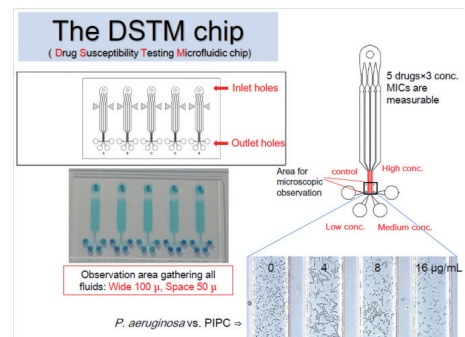 The DSTM chip
( Drug Susceptibility Testing Microfluidic chip)
Inlet holes
Outlet holes
5 drugs×3 conc.
MICs are
measurable
Area for
microscopic
observation
control
High conc.
Low conc.
Medium conc.
Observation area gathering all
fluids: Wide 100 μ, Space 50 μ
0 4 8 16 μg/mL
P. aeruginosa vs. PIPC ⇒